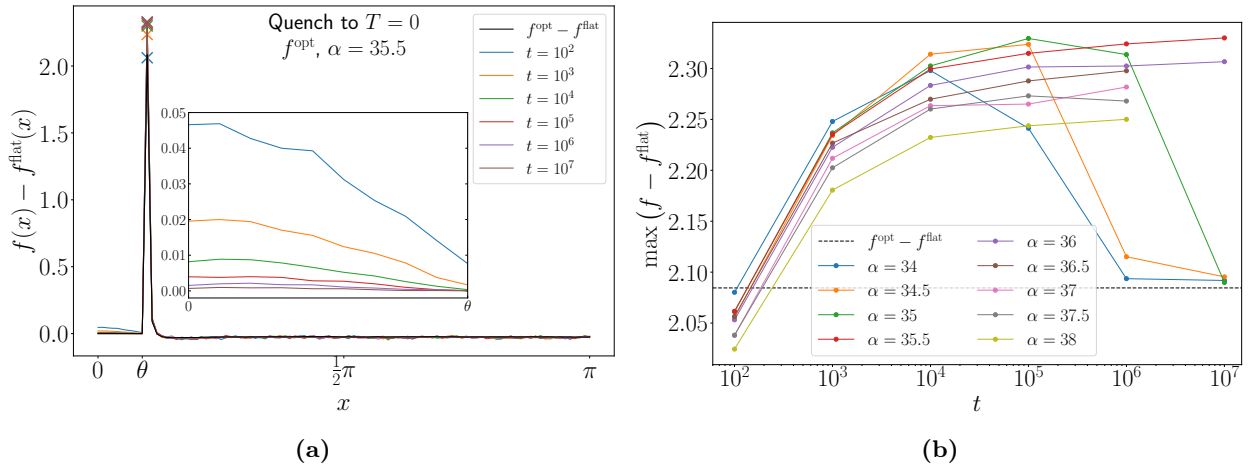 Quench to T = 0
f^opt, α = 35.5
f^opt − f^flat
t = 10^2
t = 10^3
t = 10^4
t = 10^5
t = 10^6
t = 10^7
f(x) − f^flat(x)
2.0
1.5
1.0
0.5
0.0
0.05
0.04
0.03
0.02
0.01
0.00
0
θ
0
θ
1/2 π
π
x
(a)
max (f − f^flat)
2.30
2.25
2.20
2.15
2.10
2.05
f^opt − f^flat
α = 34
α = 34.5
α = 35
α = 35.5
α = 36
α = 36.5
α = 37
α = 37.5
α = 38
10^2
10^3
10^4
10^5
10^6
10^7
t
(b)